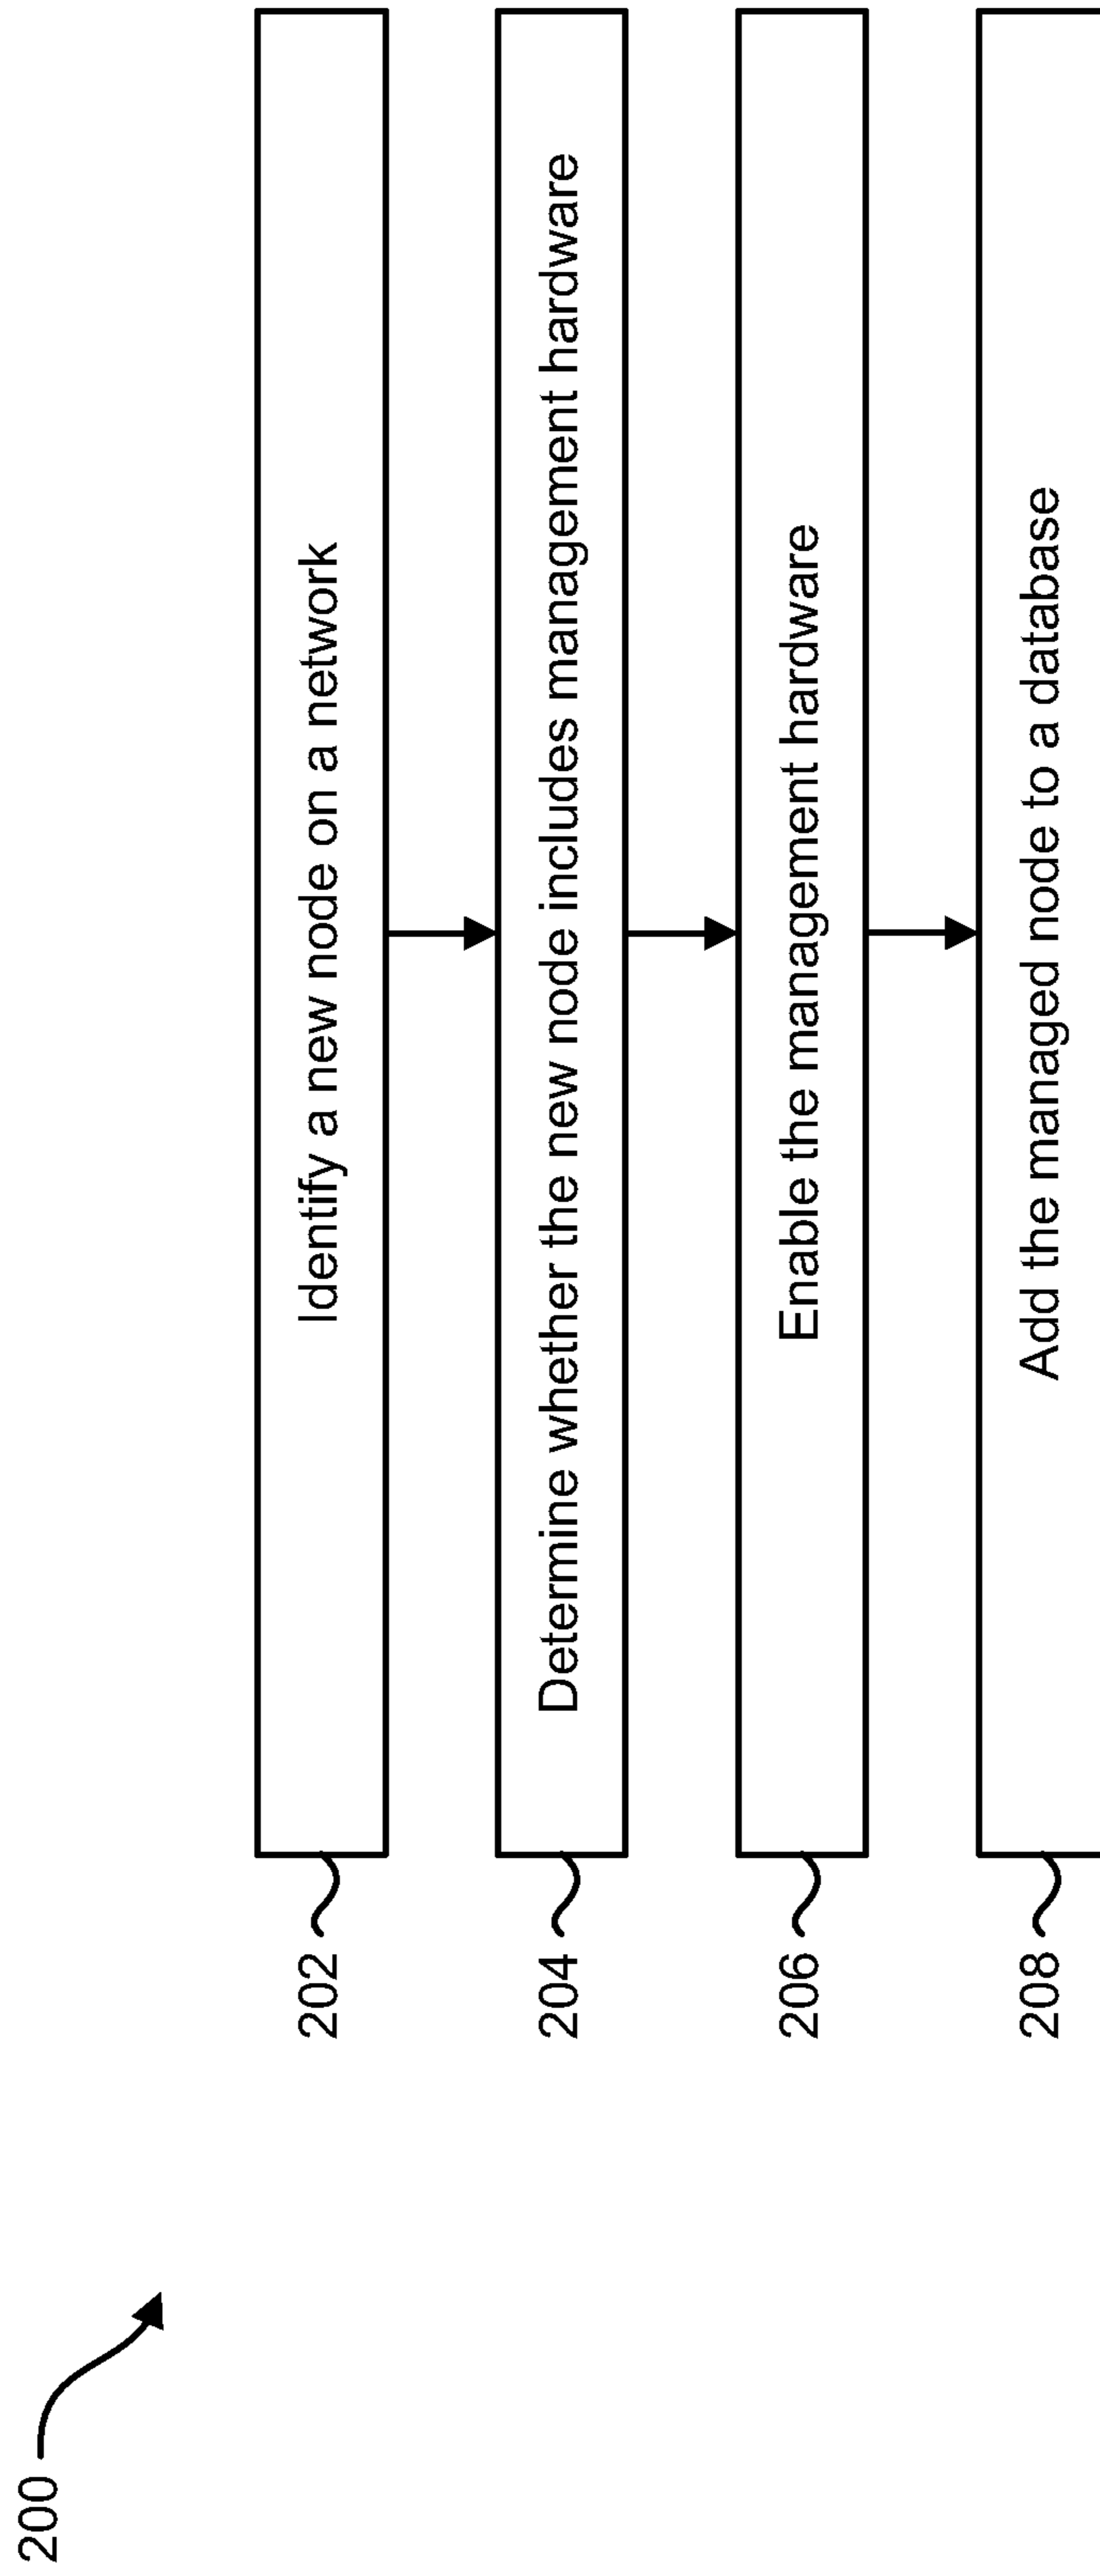 200
202
Identify a new node on a network
204
Determine whether the new node includes management hardware
206
Enable the management hardware
208
Add the managed node to a database